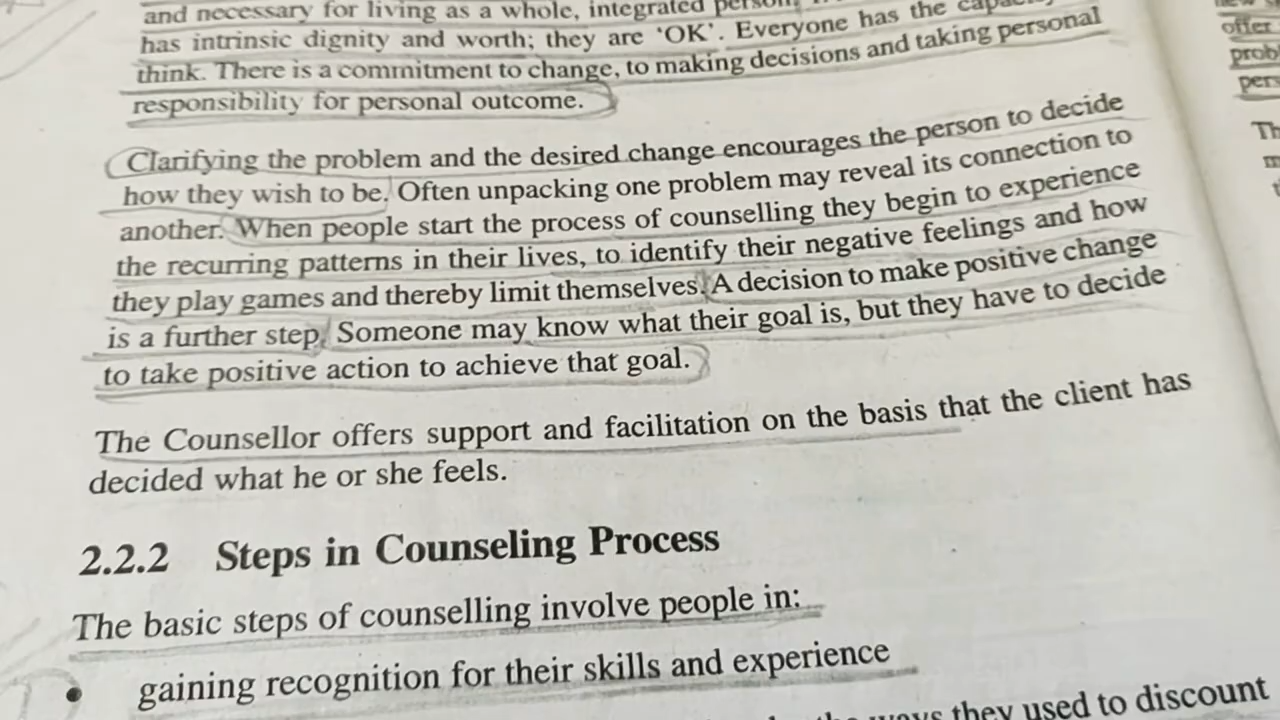 and necessary for living as a whole, integrated person.
has intrinsic dignity and worth; they are ‘OK’. Everyone has the
think. There is a commitment to change, to making decisions and taking personal
responsibility for personal outcome.
Clarifying the problem and the desired change encourages the person to decide
how they wish to be. Often unpacking one problem may reveal its connection to
another. When people start the process of counselling they begin to experience
the recurring patterns in their lives, to identify their negative feelings and how
they play games and thereby limit themselves. A decision to make positive change
is a further step. Someone may know what their goal is, but they have to decide
to take positive action to achieve that goal.
The Counsellor offers support and facilitation on the basis that the client has
decided what he or she feels.
2.2.2 Steps in Counseling Process
The basic steps of counselling involve people in:
• gaining recognition for their skills and experience
ways they used to discount
offer
prob
pers
Th